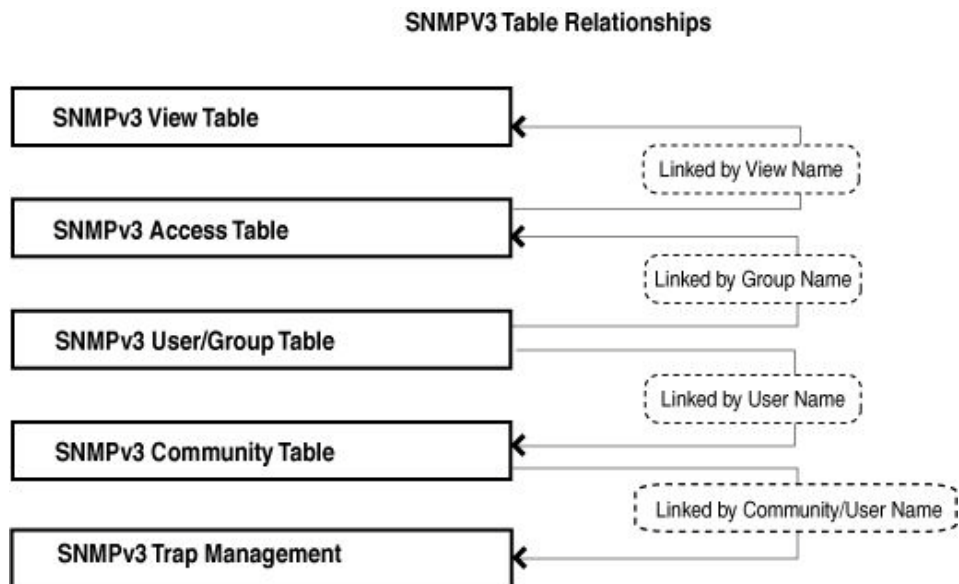 SNMPV3 Table Relationships
SNMPv3 View Table
Linked by View Name
SNMPv3 Access Table
Linked by Group Name
SNMPv3 User/Group Table
Linked by User Name
SNMPv3 Community Table
Linked by Community/User Name
SNMPv3 Trap Management